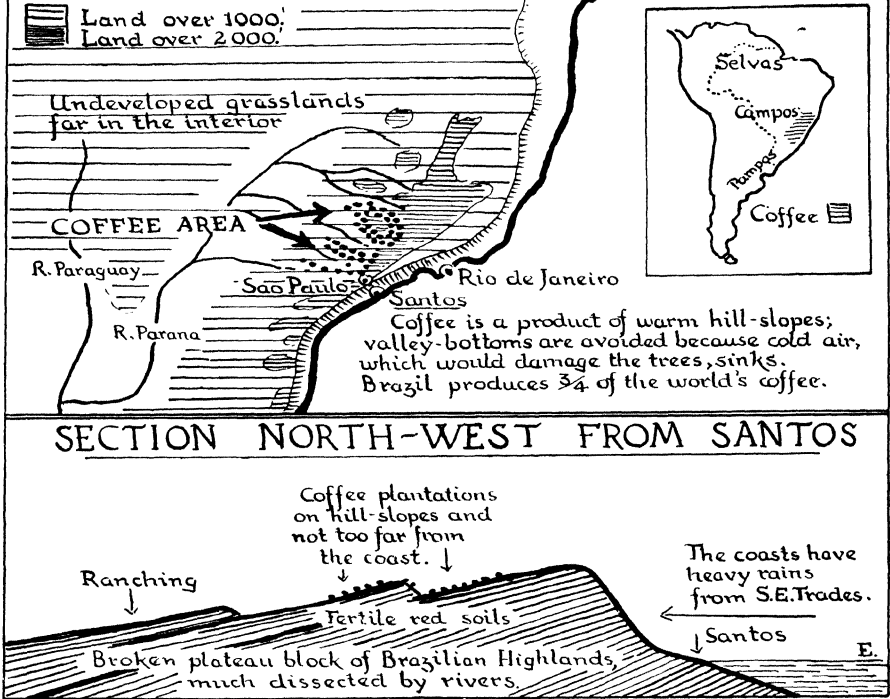 Land over 1000'.
Land over 2000'.
Undeveloped grasslands
far in the interior
COFFEE AREA
R. Paraguay
R. Parana
Sao Paulo
Santos
Rio de Janeiro
Selvas
Campos
Pampas
Coffee
Coffee is a product of warm hill-slopes;
valley-bottoms are avoided because cold air,
which would damage the trees, sinks.
Brazil produces 3/4 of the world's coffee.
SECTION NORTH-WEST FROM SANTOS
Coffee plantations
on hill-slopes and
not too far from
the coast.
Ranching
The coasts have
heavy rains
from S.E.Trades.
Fertile red soils
Santos
E.
Broken plateau block of Brazilian Highlands,
much dissected by rivers.